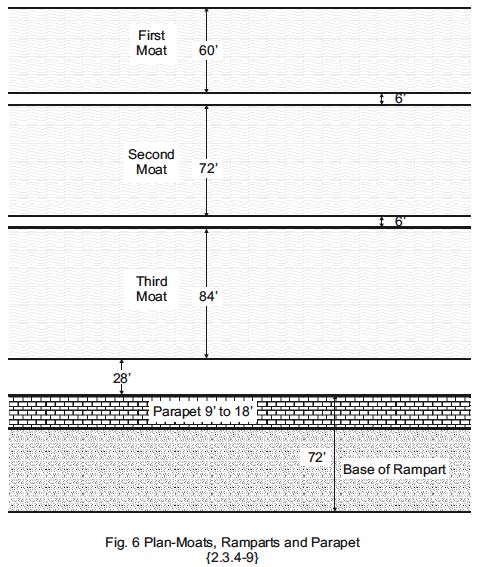 First
Moat
60’
6’
Second
Moat
72’
6’
Third
Moat
84’
28’
Parapet 9’ to 18’
72’
Base of Rampart
Fig. 6 Plan-Moats, Ramparts and Parapet
{2.3.4-9}